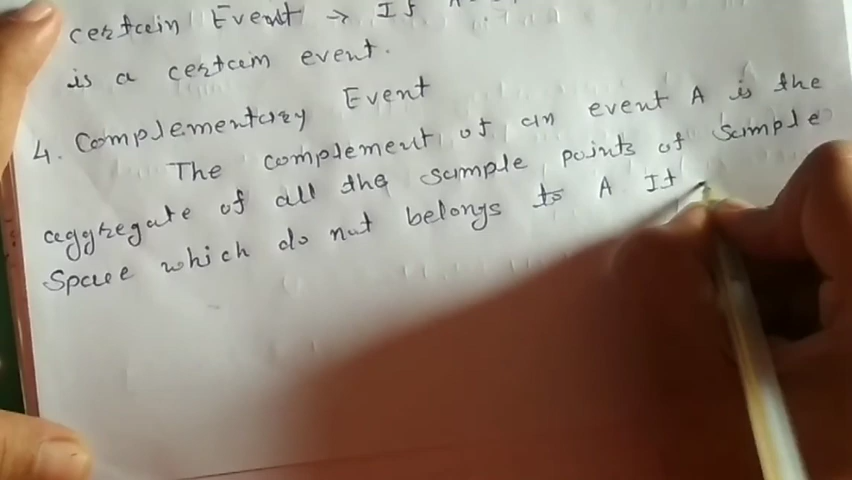 certain Event → If A
is a certain event.
4. Complementary Event
The complement of an event A is the
aggregate of all the sample points of sample
space which do not belongs to A It